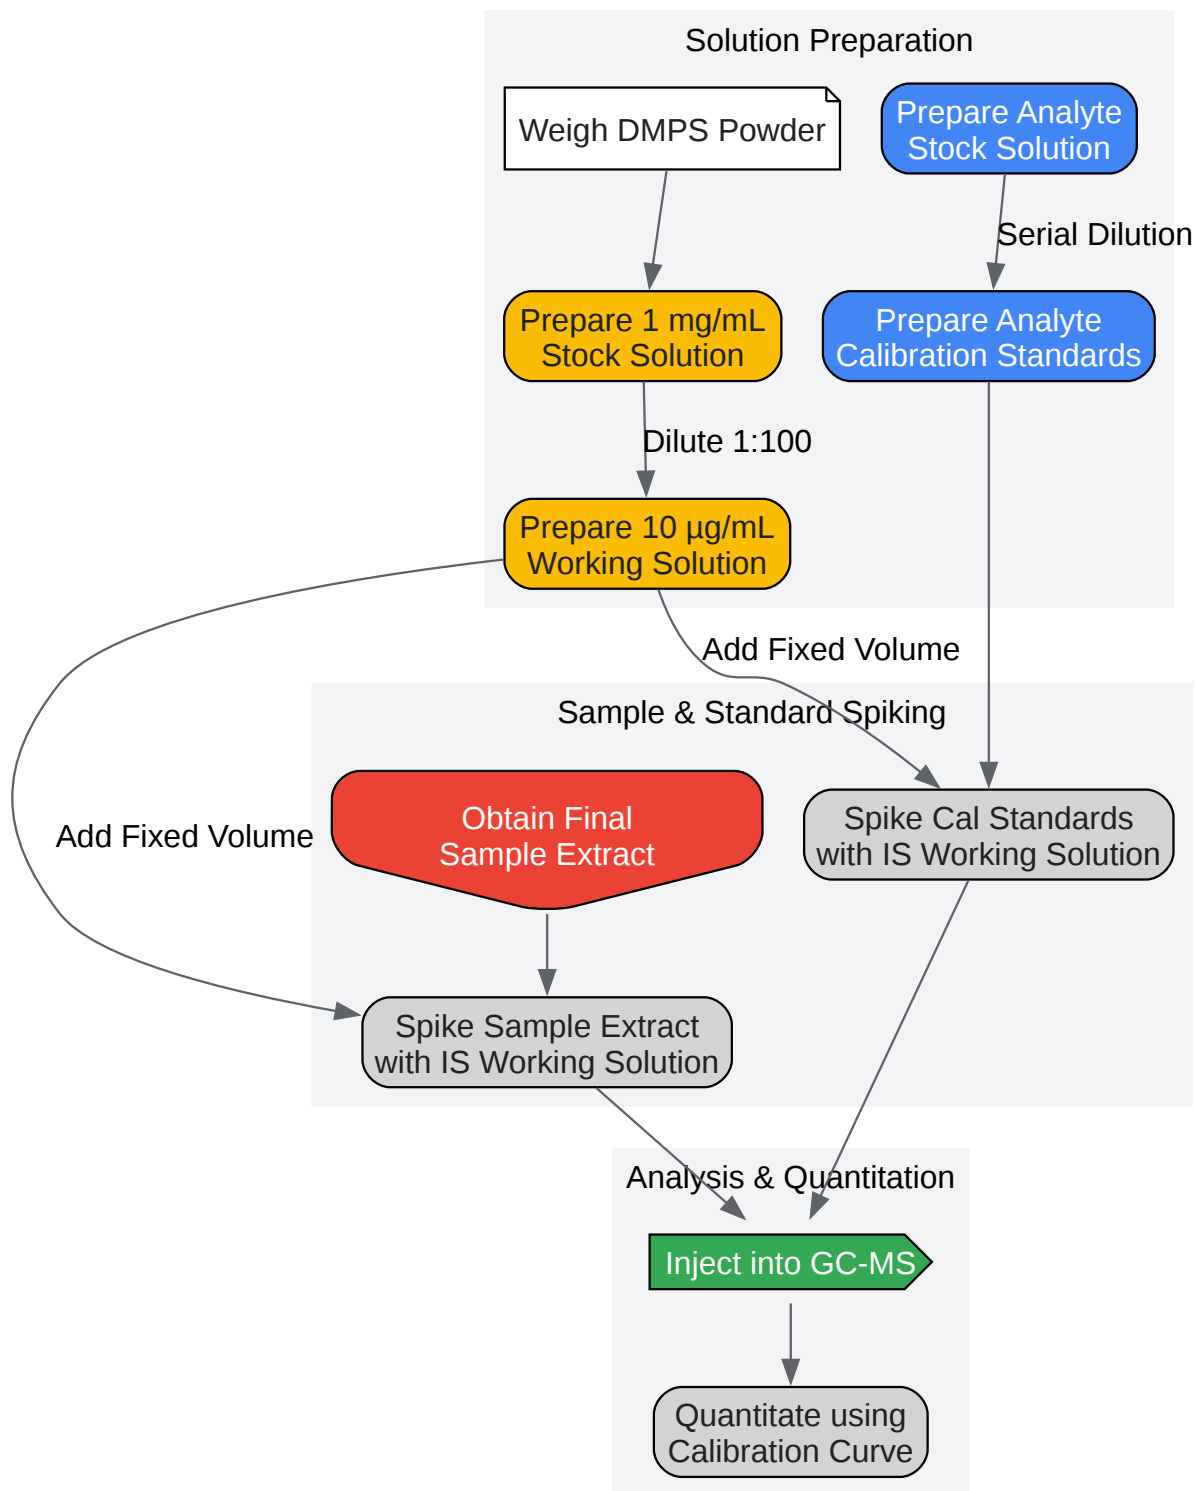 Solution Preparation
Weigh DMPS Powder
Prepare Analyte
Stock Solution
Serial Dilution
Prepare 1 mg/mL
Stock Solution
Prepare Analyte
Calibration Standards
Dilute 1:100
Prepare 10 µg/mL
Working Solution
Add Fixed Volume
Sample & Standard Spiking
Obtain Final
Sample Extract
Spike Cal Standards
with IS Working Solution
Add Fixed Volume
Spike Sample Extract
with IS Working Solution
Analysis & Quantitation
Inject into GC-MS
Quantitate using
Calibration Curve